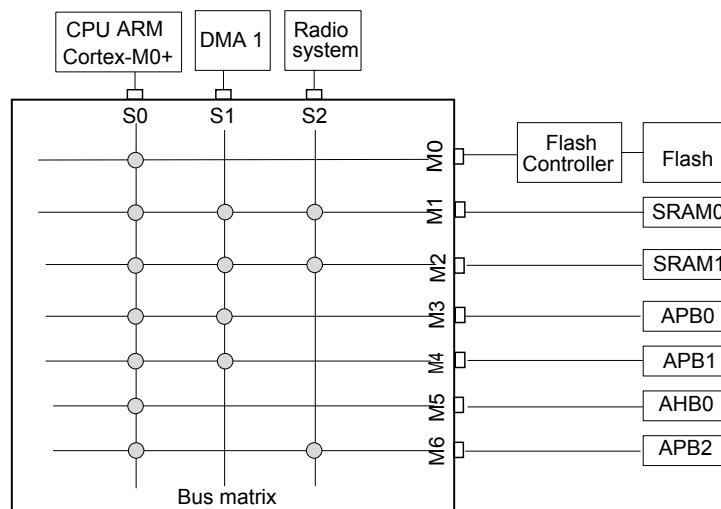 CPU ARM
Cortex-M0+
DMA 1
Radio
system
S0
S1
S2
M0
Flash
Controller
Flash
M1
SRAM0
M2
SRAM1
M3
APB0
M4
APB1
M5
AHB0
M6
APB2
Bus matrix